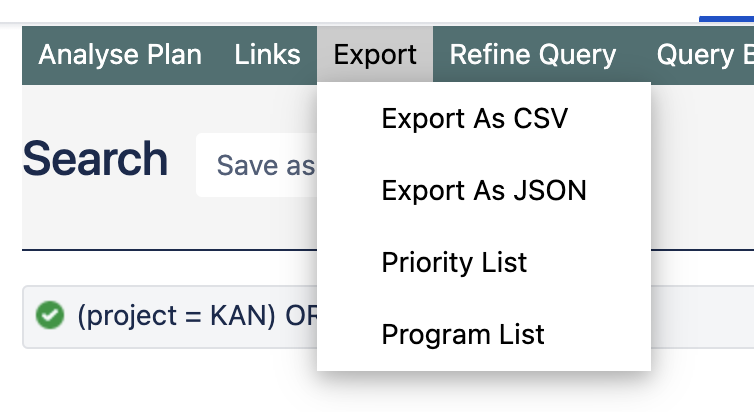 Analyse Plan Links Export Refine Query Query
Export As CSV
Search Save as
Export As JSON
Priority List
(project = KAN)
Program List